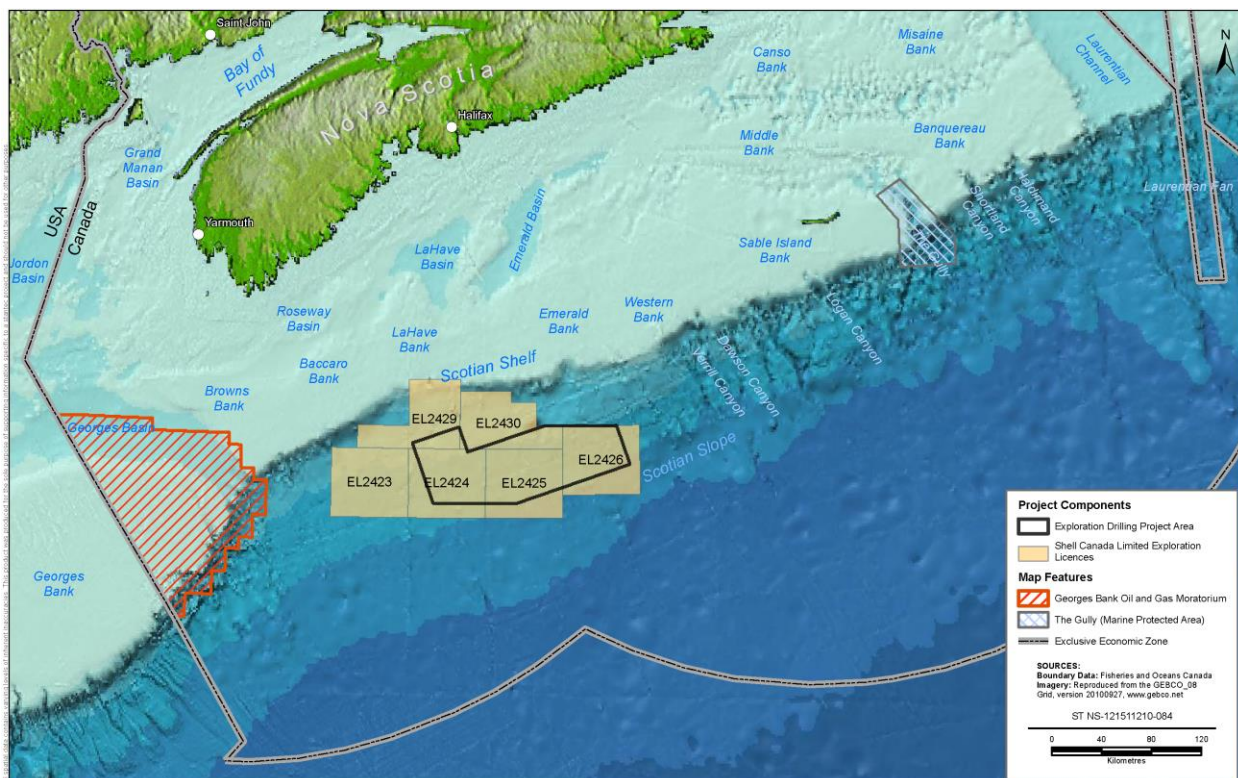 Saint John
Bay of
Fundy
Nova Scotia
Halifax
Yarmouth
Canso
Bank
Misaine
Bank
Laurentian
Channel
N
Middle
Bank
Banquereau
Bank
Grand
Manan
Basin
USA
Canada
Jordon
Basin
LaHave
Basin
Emerald Basin
Sable Island
Bank
The Gully
Shortland
Canyon
Haldimand
Canyon
Laurentian Fan
Roseway
Basin
LaHave
Bank
Emerald
Bank
Western
Bank
Logan Canyon
Dawson Canyon
Verrill Canyon
Baccaro
Bank
Scotian Shelf
Browns
Bank
Georges Basin
EL2429
EL2430
EL2423
EL2424
EL2425
EL2426
Scotian Slope
Georges
Bank
Project Components
Exploration Drilling Project Area
Shell Canada Limited Exploration
Licences
Map Features
Georges Bank Oil and Gas Moratorium
The Gully (Marine Protected Area)
Exclusive Economic Zone
SOURCES:
Boundary Data: Fisheries and Oceans Canada
Imagery: Reproduced from the GEBCO_08
Grid, version 20100927, www.gebco.net
ST NS-121511210-084
0 40 80 120
Kilometres